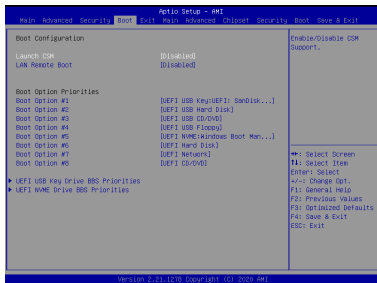 Aptio Setup - AMI
Main Advanced Security Boot Exit Main Advanced Chipset Security Boot Save & Exit
Boot Configuration
Launch CSM [Disabled]
LAN Remote Boot [Disabled]
Boot Option Priorities
Boot Option #1 [UEFI USB Key:UEFI: SanDisk...]
Boot Option #2 [UEFI USB Hard Disk]
Boot Option #3 [UEFI USB CD/DVD]
Boot Option #4 [UEFI USB Floppy]
Boot Option #5 [UEFI NVME:Windows Boot Man...]
Boot Option #6 [UEFI Hard Disk]
Boot Option #7 [UEFI Network]
Boot Option #8 [UEFI CD/DVD]
UEFI USB Key Drive BBS Priorities
UEFI NVME Drive BBS Priorities
Enable/Disable CSM
Support.
→←: Select Screen
↑↓: Select Item
Enter: Select
+/-: Change Opt.
F1: General Help
F2: Previous Values
F3: Optimized Defaults
F4: Save & Exit
ESC: Exit
Version 2.21.1278 Copyright (C) 2020 AMI